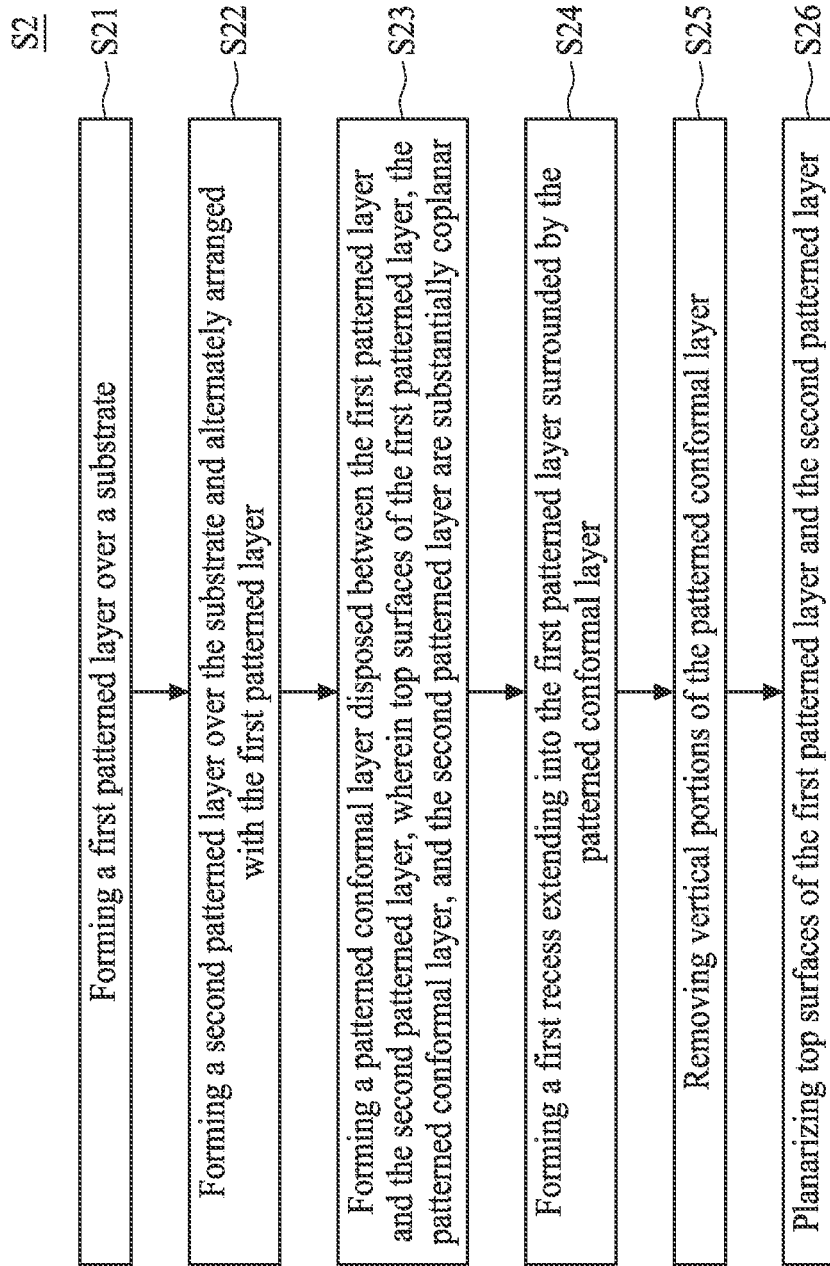 S2
Forming a first patterned layer over a substrate
S21
Forming a second patterned layer over the substrate and alternately arranged
with the first patterned layer
S22
Forming a patterned conformal layer disposed between the first patterned layer
and the second patterned layer, wherein top surfaces of the first patterned layer, the
patterned conformal layer, and the second patterned layer are substantially coplanar
S23
Forming a first recess extending into the first patterned layer surrounded by the
patterned conformal layer
S24
Removing vertical portions of the patterned conformal layer
S25
Planarizing top surfaces of the first patterned layer and the second patterned layer
S26